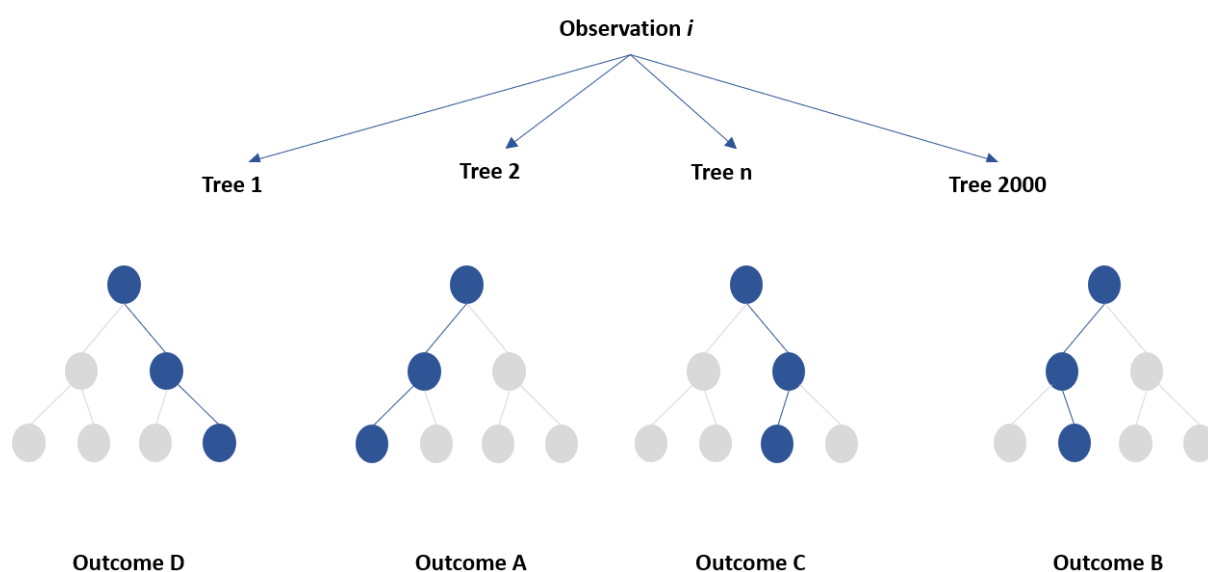 Observation i
Tree 1
Tree 2
Tree n
Tree 2000
Outcome D
Outcome A
Outcome C
Outcome B